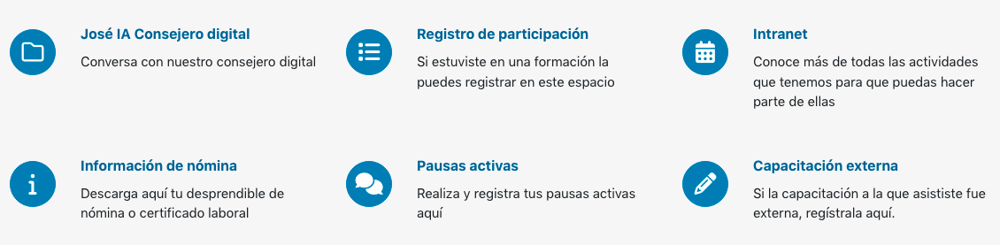 José IA Consejero digital
Conversa con nuestro consejero digital
Registro de participación
Si estuviste en una formación la
puedes registrar en este espacio
Intranet
Conoce más de todas las actividades
que tenemos para que puedas hacer
parte de ellas
Información de nómina
Descarga aquí tu desprendible de
nómina o certificado laboral
Pausas activas
Realiza y registra tus pausas activas
aquí
Capacitación externa
Si la capacitación a la que asististe fue
externa, regístrala aquí.